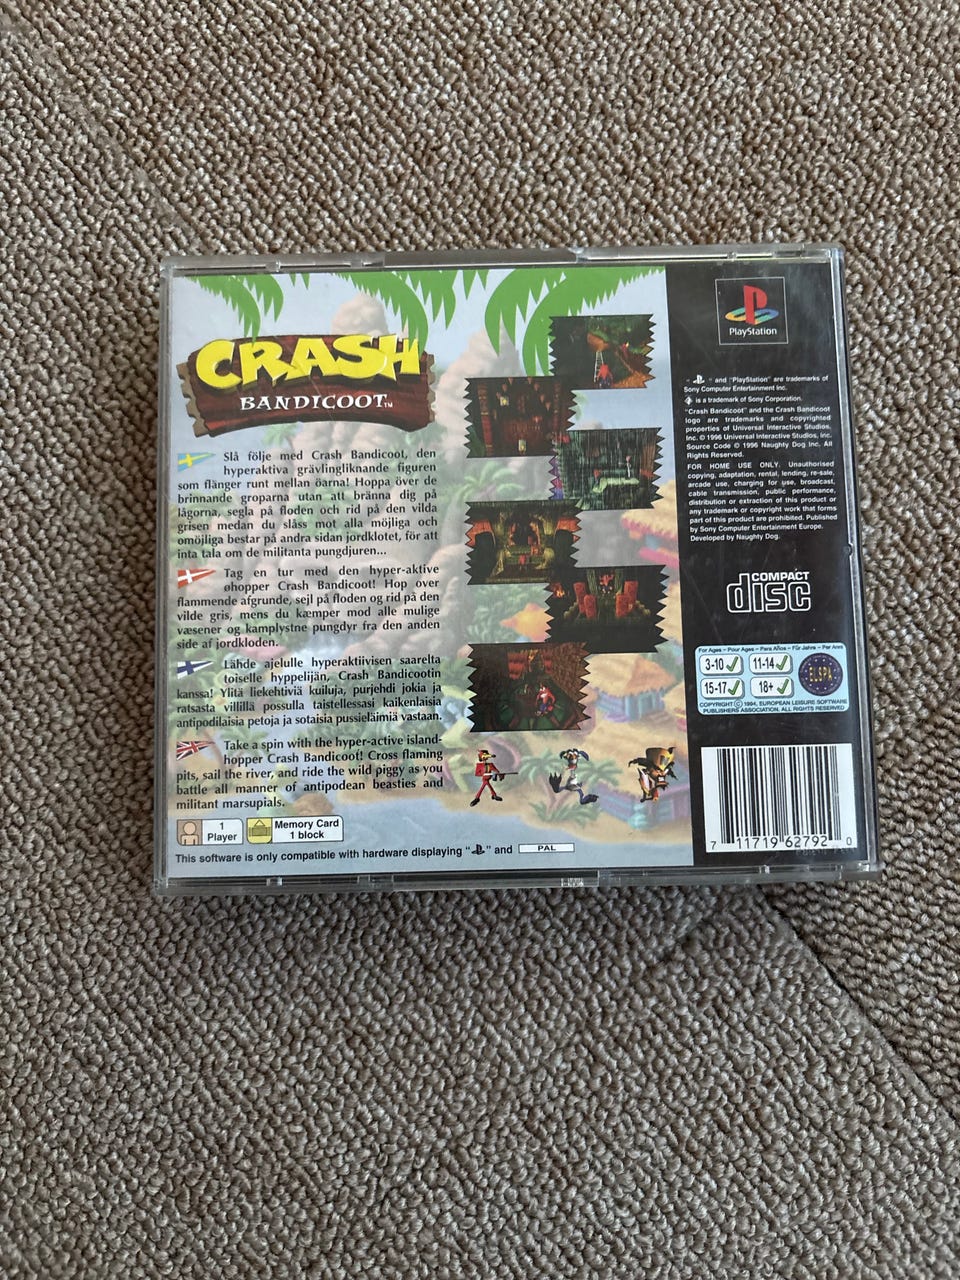 CRASH
BANDICOOT™
Slå följe med Crash Bandicoot, den
hyperaktiva grävlingliknande figuren
som flänger runt mellan öarna! Hoppa över de
brinnande groparna utan att bränna dig på
lågorna, segla på floden och rid på den vilda
grisen medan du slåss mot alla möjliga och
omöjliga bestar på andra sidan jordklotet, för att
inta tala om de militanta pungdjuren...
Tag en tur med den hyper-aktive
øhopper Crash Bandicoot! Hop over
flammende afgrunde, sejl på floden og rid på den
vilde gris, mens du kæmper mod alle mulige
væsener og kamplystne pungdyr fra den anden
side af jordkloden.
Lähde ajelulle hyperaktiivisen saarelta
toiselle hyppelijän, Crash Bandicootin
kanssa! Ylitä liekehtiviä kuiluja, purjehdi jokia ja
ratsasta villillä possulla taistellessasi kaikenlaisia
antipodilaisia petoja ja sotaisia pussieläimiä vastaan.
Take a spin with the hyper-active island-
hopper Crash Bandicoot! Cross flaming
pits, sail the river, and ride the wild piggy as you
battle all manner of antipodean beasties and
militant marsupials.
1
Player
Memory Card
1 block
This software is only compatible with hardware displaying " " and PAL
PlayStation
" " and "PlayStation" are trademarks of
Sony Computer Entertainment Inc.
is a trademark of Sony Corporation.
"Crash Bandicoot" and the Crash Bandicoot
logo are trademarks and copyrighted
properties of Universal Interactive Studios,
Inc. © 1996 Universal Interactive Studios, Inc.
Source Code © 1996 Naughty Dog Inc. All
Rights Reserved.
FOR HOME USE ONLY. Unauthorised
copying, adaptation, rental, lending, re-sale,
arcade use, charging for use, broadcast,
cable transmission, public performance,
distribution or extraction of this product or
any trademark or copyright work that forms
part of this product are prohibited. Published
by Sony Computer Entertainment Europe.
Developed by Naughty Dog.
COMPACT
disc
For Ages - Pour Ages - Para Años - Für Jahre - Per Anni
3-10 11-14
15-17 18+
ELSPA
COPYRIGHT © 1994, EUROPEAN LEISURE SOFTWARE
PUBLISHERS ASSOCIATION. ALL RIGHTS RESERVED
7 11719 62792 0